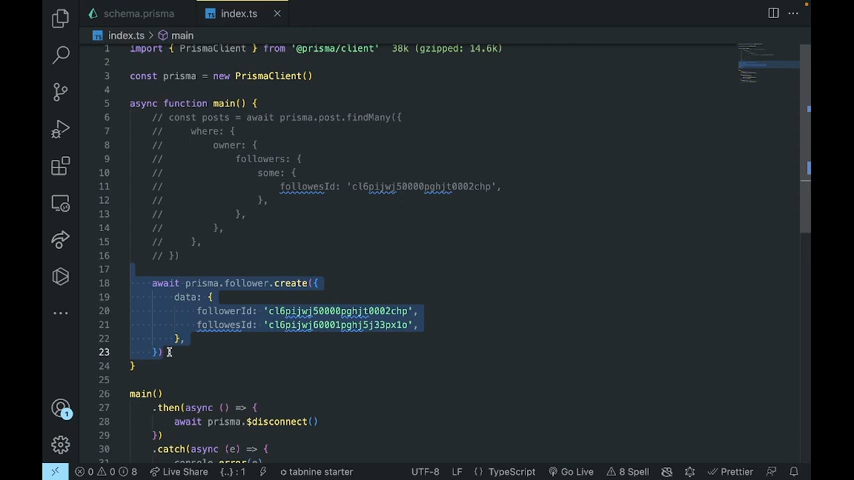 schema.prisma
index.ts
index.ts > main
1 import { PrismaClient } from '@prisma/client' 38k (gzipped: 14.6k)
2
3 const prisma = new PrismaClient()
4
5 async function main() {
6 // const posts = await prisma.post.findMany({
7 // where: {
8 // owner: {
9 // followers: {
10 // some: {
11 // followesId: 'cl6pijwj50000pghjt0002chp',
12 // },
13 // },
14 // },
15 // },
16 // })
17
18 await prisma.follower.create({
19 data: {
20 followerId: 'cl6pijwj50000pghjt0002chp',
21 followesId: 'cl6pijwj60001pghj5j33px1o',
22 },
23 })
24 }
25
26 main()
27 .then(async () => {
28 await prisma.$disconnect()
29 })
30 .catch(async (e) => {
console.error(e)
1
0 0 8 Live Share {..} : 1 tabnine starter UTF-8 LF { } TypeScript Go Live 8 Spell Prettier